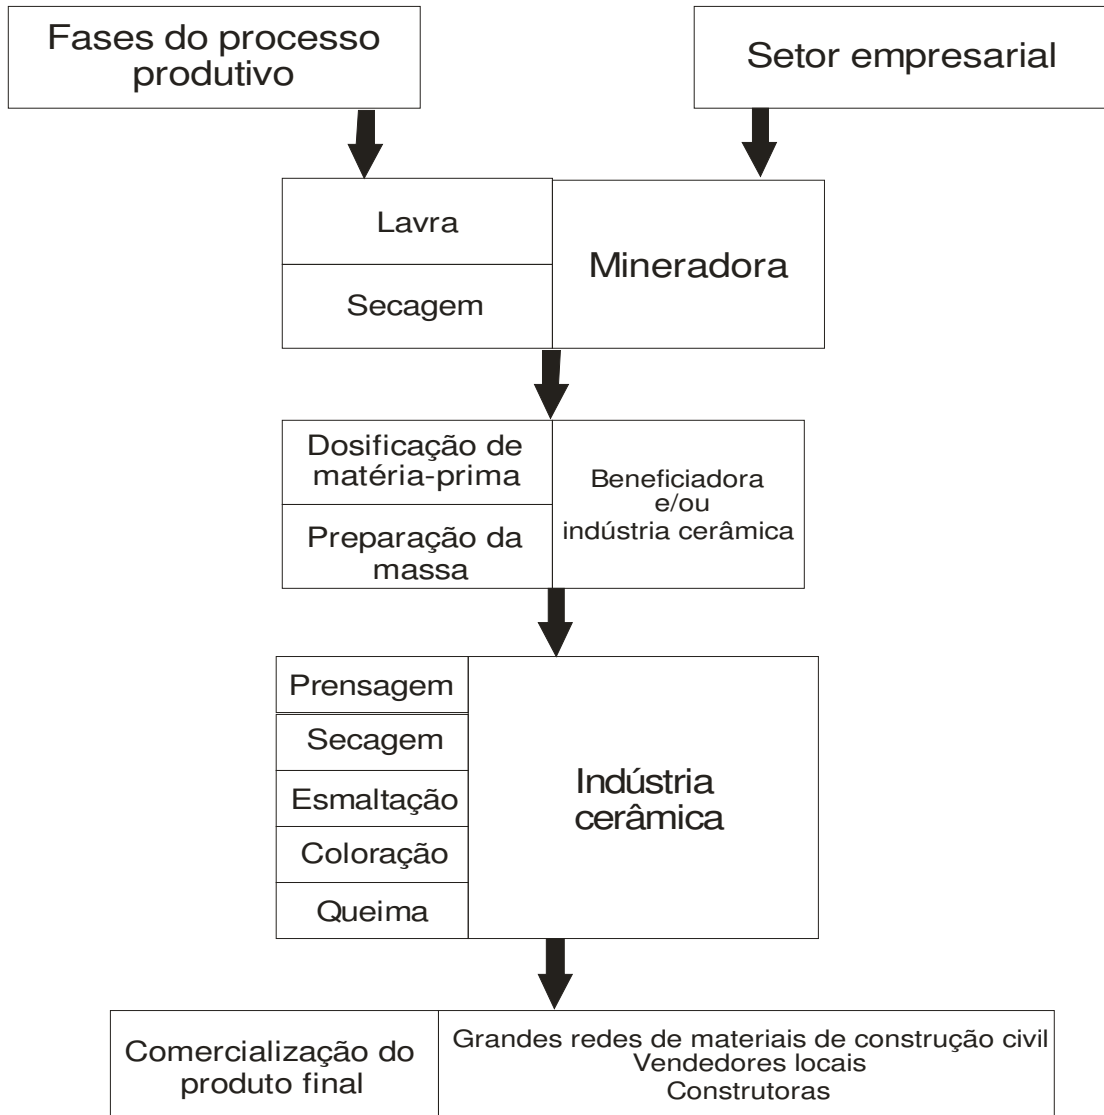 Fases do processo
produtivo
Setor empresarial
Lavra
Secagem
Mineradora
Dosificação de
matéria-prima
Preparação da
massa
Beneficiadora
e/ou
indústria cerâmica
Prensagem
Secagem
Esmaltação
Coloração
Queima
Indústria
cerâmica
Comercialização do
produto final
Grandes redes de materiais de construção civil
Vendedores locais
Construtoras